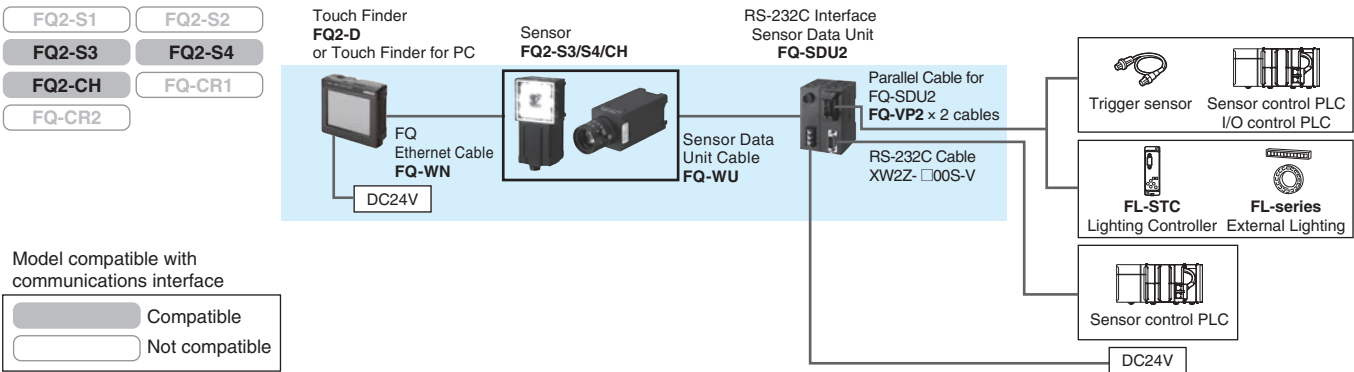 FQ2-S1
FQ2-S2
FQ2-S3
FQ2-S4
FQ2-CH
FQ-CR1
FQ-CR2
Touch Finder
FQ2-D
or Touch Finder for PC
Sensor
FQ2-S3/S4/CH
RS-232C Interface
Sensor Data Unit
FQ-SDU2
FQ
Ethernet Cable
FQ-WN
DC24V
Sensor Data
Unit Cable
FQ-WU
Parallel Cable for
FQ-SDU2
FQ-VP2 × 2 cables
RS-232C Cable
XW2Z- □00S-V
Trigger sensor
Sensor control PLC
I/O control PLC
FL-STC
Lighting Controller
FL-series
External Lighting
Sensor control PLC
DC24V
Model compatible with
communications interface
Compatible
Not compatible